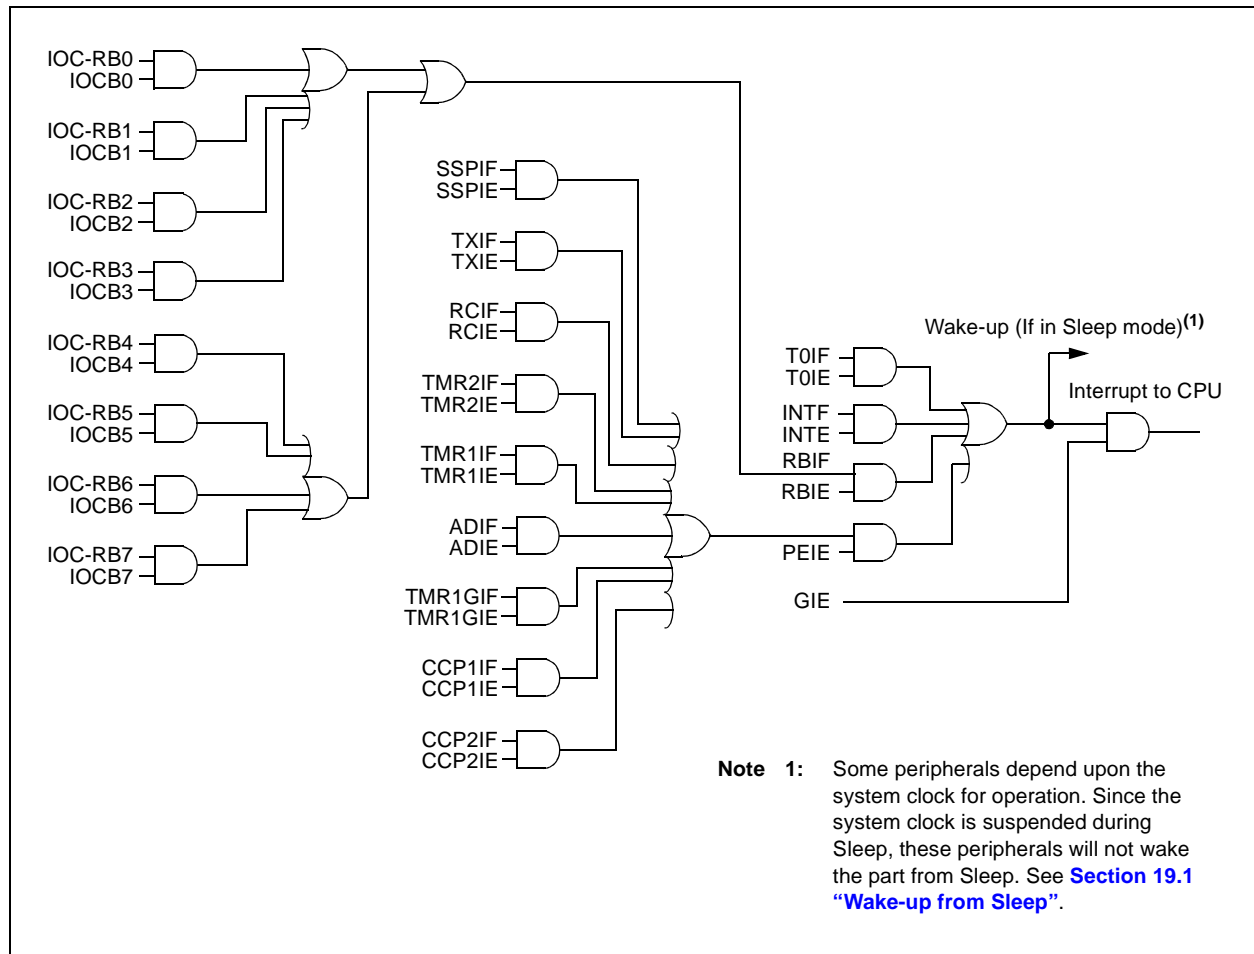 IOC-RB0
IOCB0
IOC-RB1
IOCB1
IOC-RB2
IOCB2
IOC-RB3
IOCB3
IOC-RB4
IOCB4
IOC-RB5
IOCB5
IOC-RB6
IOCB6
IOC-RB7
IOCB7
SSPIF
SSPIE
TXIF
TXIE
RCIF
RCIE
TMR2IF
TMR2IE
TMR1IF
TMR1IE
ADIF
ADIE
TMR1GIF
TMR1GIE
CCP1IF
CCP1IE
CCP2IF
CCP2IE
Wake-up (If in Sleep mode)(1)
T0IF
T0IE
Interrupt to CPU
INTF
INTE
RBIF
RBIE
PEIE
GIE
Note 1: Some peripherals depend upon the
system clock for operation. Since the
system clock is suspended during
Sleep, these peripherals will not wake
the part from Sleep. See Section 19.1
“Wake-up from Sleep”.